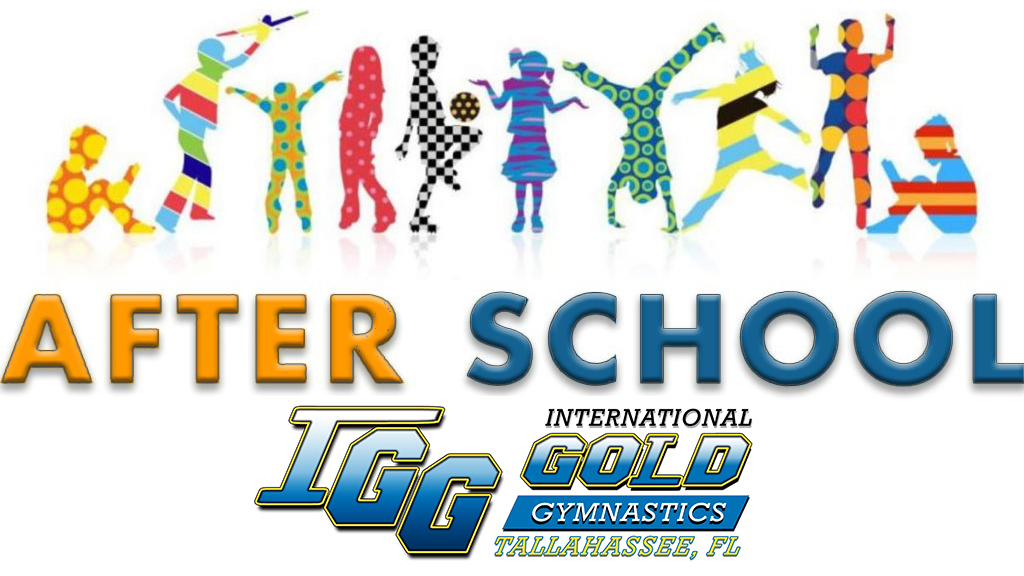 AFTER SCHOOL
IGG
INTERNATIONAL
GOLD
GYMNASTICS
TALLAHASSEE, FL